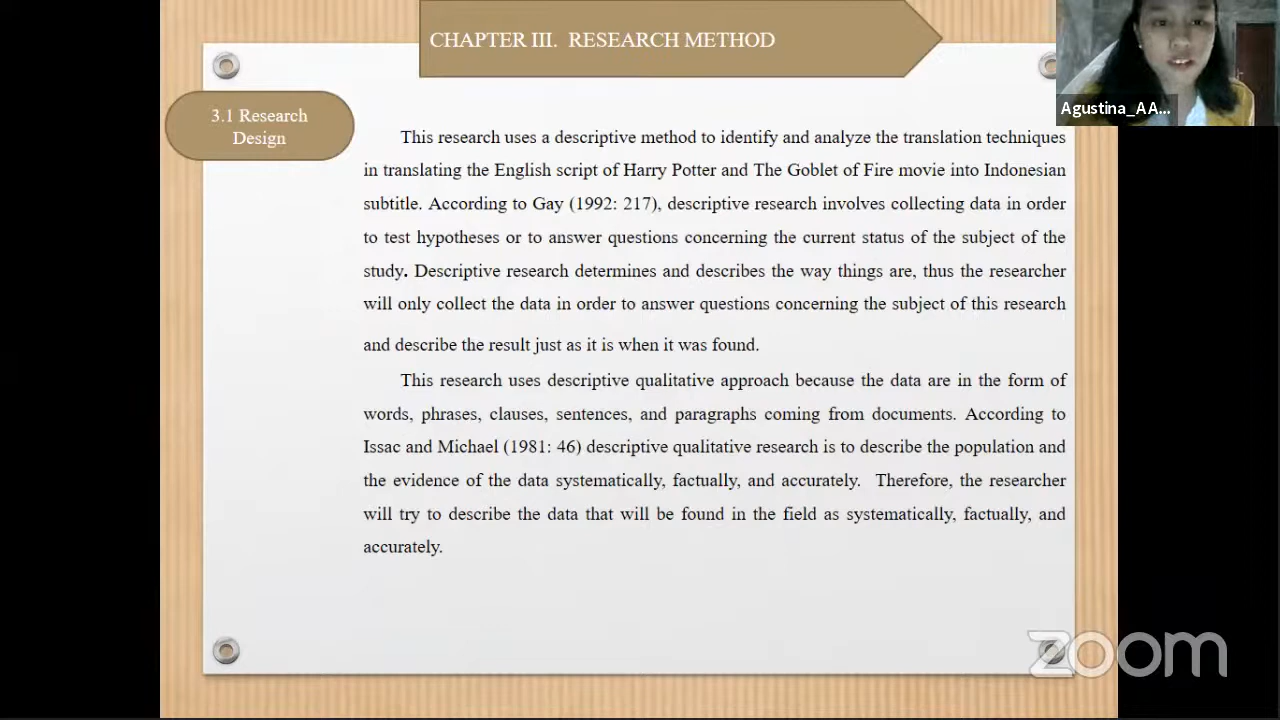 CHAPTER III. RESEARCH METHOD
Agustina_AA...
3.1 Research
Design
This research uses a descriptive method to identify and analyze the translation techniques
in translating the English script of Harry Potter and The Goblet of Fire movie into Indonesian
subtitle. According to Gay (1992: 217), descriptive research involves collecting data in order
to test hypotheses or to answer questions concerning the current status of the subject of the
study. Descriptive research determines and describes the way things are, thus the researcher
will only collect the data in order to answer questions concerning the subject of this research
and describe the result just as it is when it was found.
This research uses descriptive qualitative approach because the data are in the form of
words, phrases, clauses, sentences, and paragraphs coming from documents. According to
Issac and Michael (1981: 46) descriptive qualitative research is to describe the population and
the evidence of the data systematically, factually, and accurately. Therefore, the researcher
will try to describe the data that will be found in the field as systematically, factually, and
accurately.
zoom